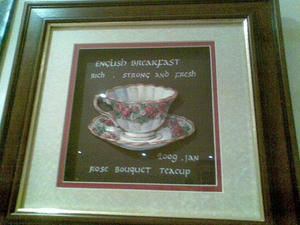 ENGLISH BREAKFAST
RICH . STRONG AND FRESH
2009 . JAN
ROSE BOUQUET TEACUP